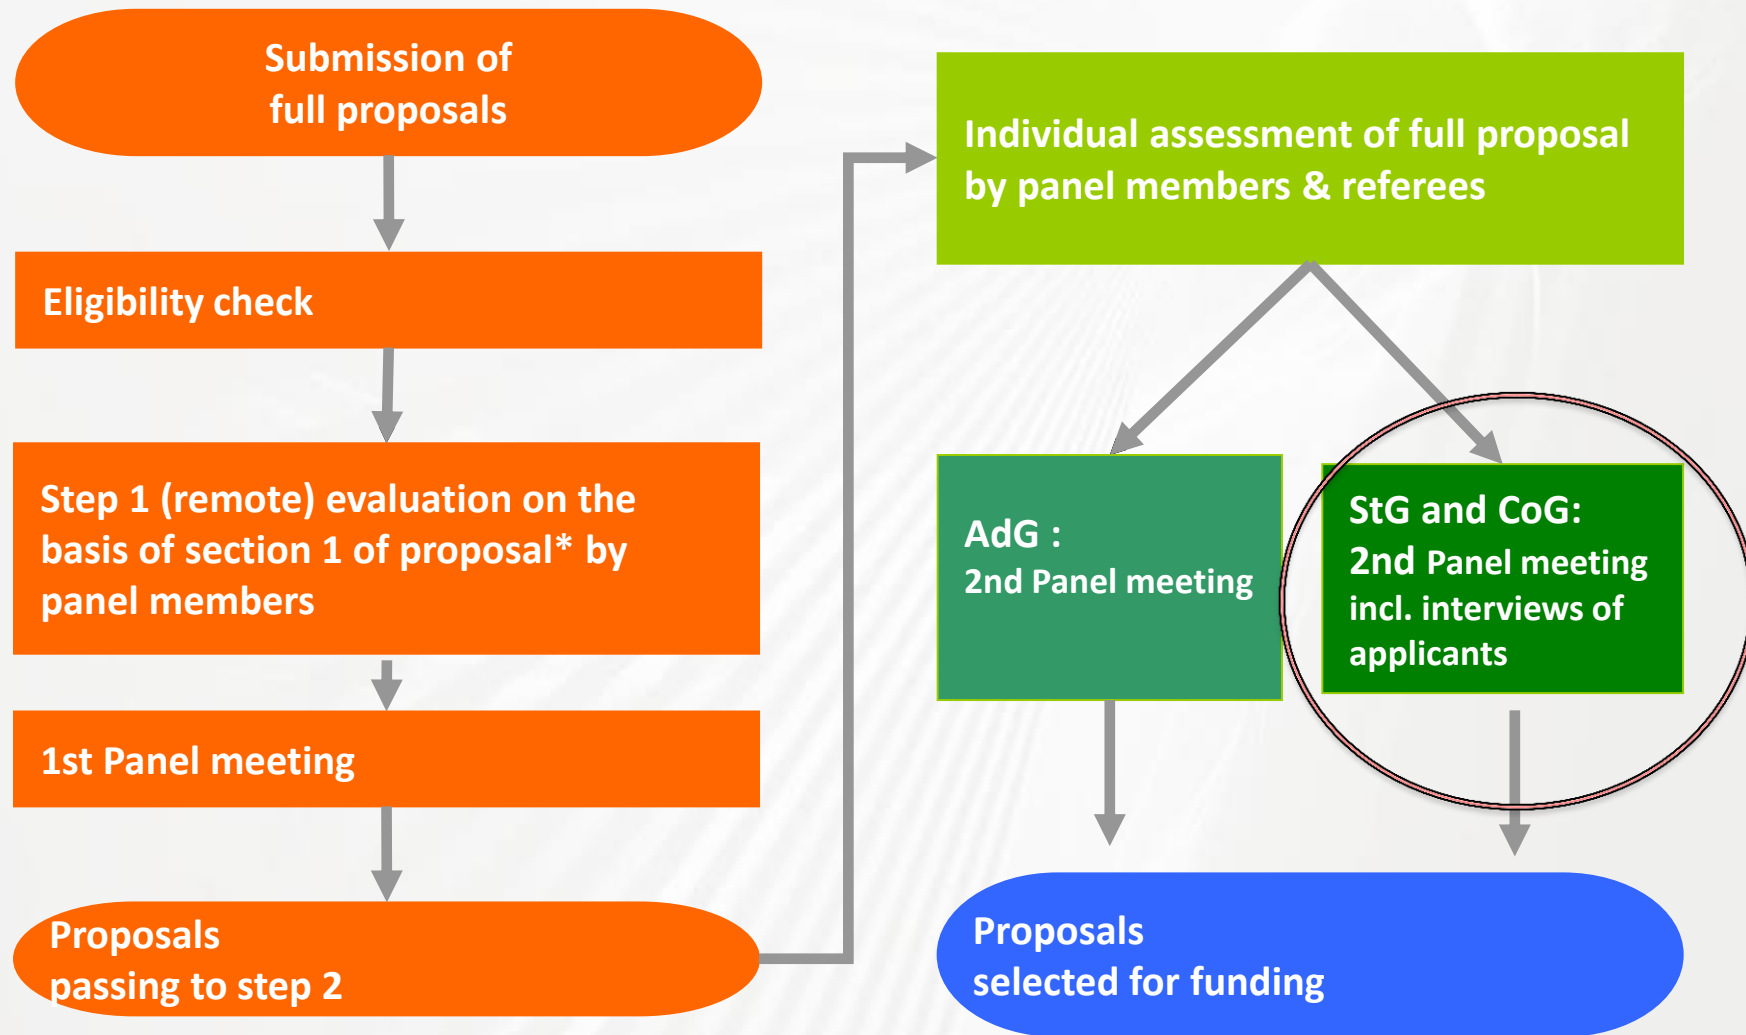 Submission of
full proposals
Eligibility check
Step 1 (remote) evaluation on the
basis of section 1 of proposal* by
panel members
1st Panel meeting
Proposals
passing to step 2
Individual assessment of full proposal
by panel members & referees
AdG :
2nd Panel meeting
StG and CoG:
2nd Panel meeting
incl. interviews of
applicants
Proposals
selected for funding